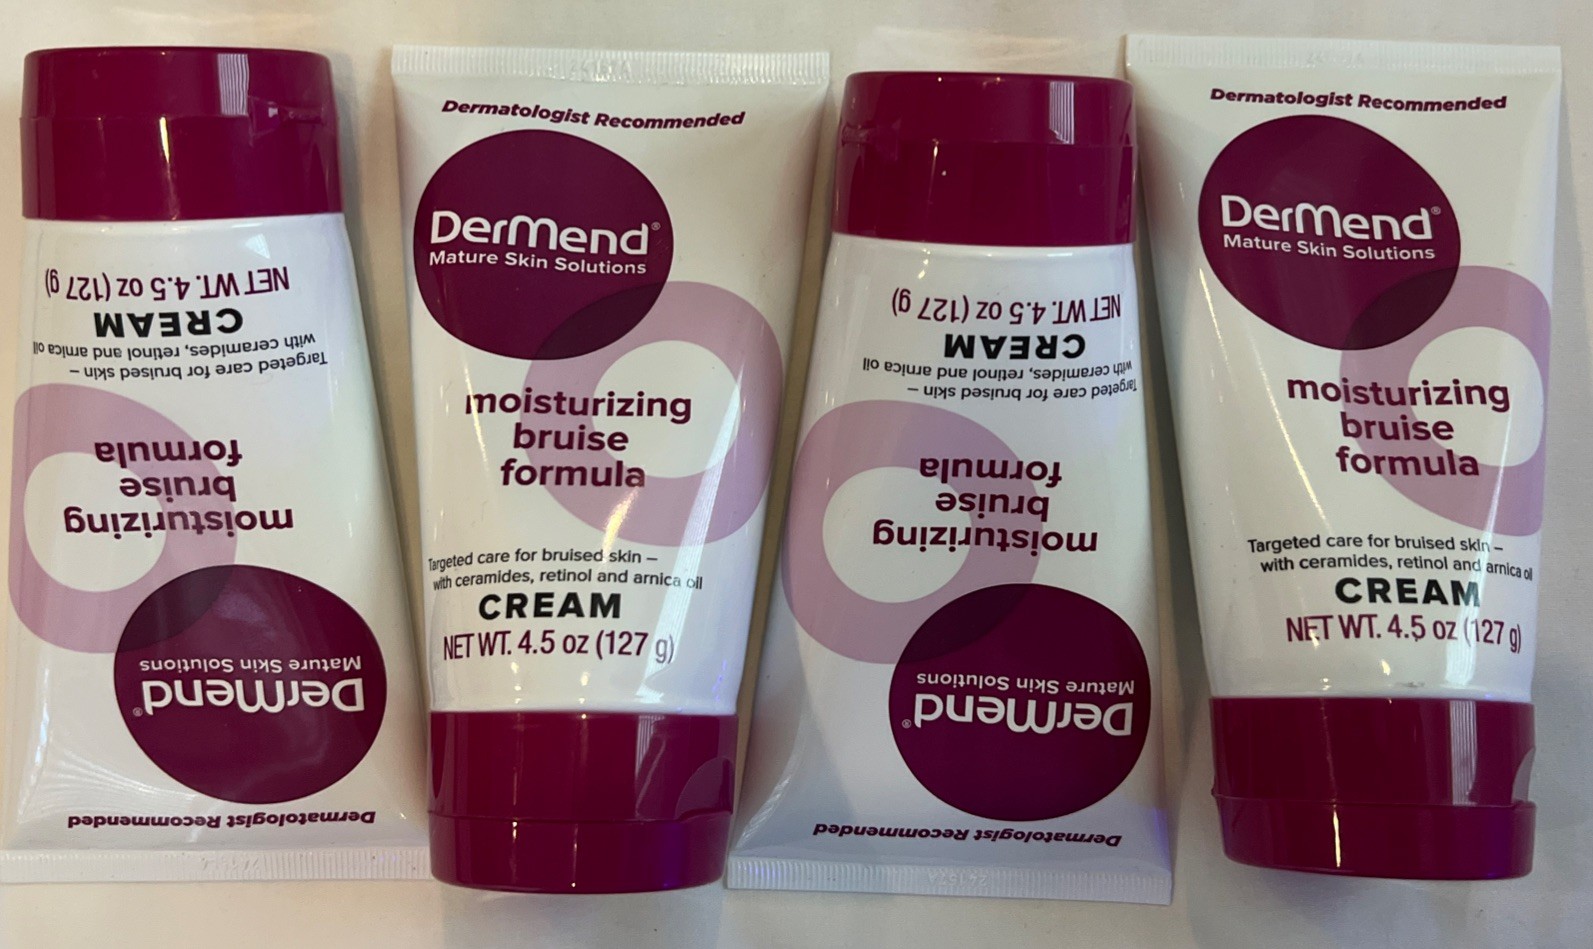 NET WT. 4.5 oz (127 g)
CREAM
with ceramides, retinol and arnica oil
Targeted care for bruised skin –
formula
bruise
moisturizing
Mature Skin Solutions
DerMend®
Dermatologist Recommended
Dermatologist Recommended
DerMend®
Mature Skin Solutions
moisturizing
bruise
formula
Targeted care for bruised skin –
with ceramides, retinol and arnica oil
CREAM
NET WT. 4.5 oz (127 g)
NET WT. 4.5 oz (127 g)
CREAM
with ceramides, retinol and arnica oil
Targeted care for bruised skin –
formula
bruise
moisturizing
Mature Skin Solutions
DerMend®
Dermatologist Recommended
Dermatologist Recommended
DerMend®
Mature Skin Solutions
moisturizing
bruise
formula
Targeted care for bruised skin –
with ceramides, retinol and arnica oil
CREAM
NET WT. 4.5 oz (127 g)